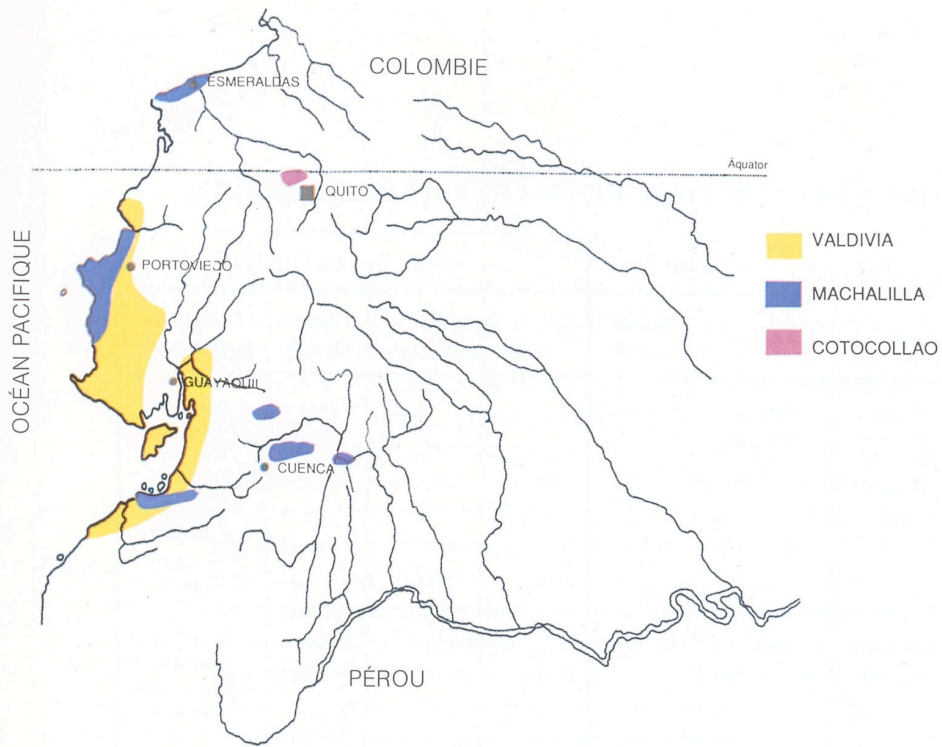 COLOMBIE
ESMERALDAS
Äquator
QUITO
OCÉAN PACIFIQUE
VALDIVIA
PORTOVIEJO
MACHALILLA
COTOCOLLAO
GUAYAQUIL
CUENCA
PÉROU